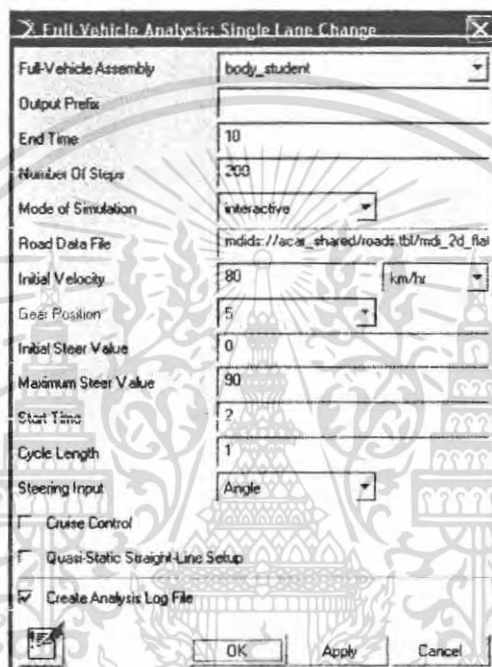 Full-Vehicle Analysis: Single Lane Change
Full-Vehicle Assembly body_student
Output Prefix
End Time 10
Number Of Steps 200
Mode of Simulation interactive
Road Data File mdids://acar_shared/roads.tbl/mdi_2d_flat
Initial Velocity 80 km/hr
Gear Position 5
Initial Steer Value 0
Maximum Steer Value 90
Start Time 2
Cycle Length 1
Steering Input Angle
Cruise Control
Quasi-Static Straight-Line Setup
Create Analysis Log File
OK Apply Cancel